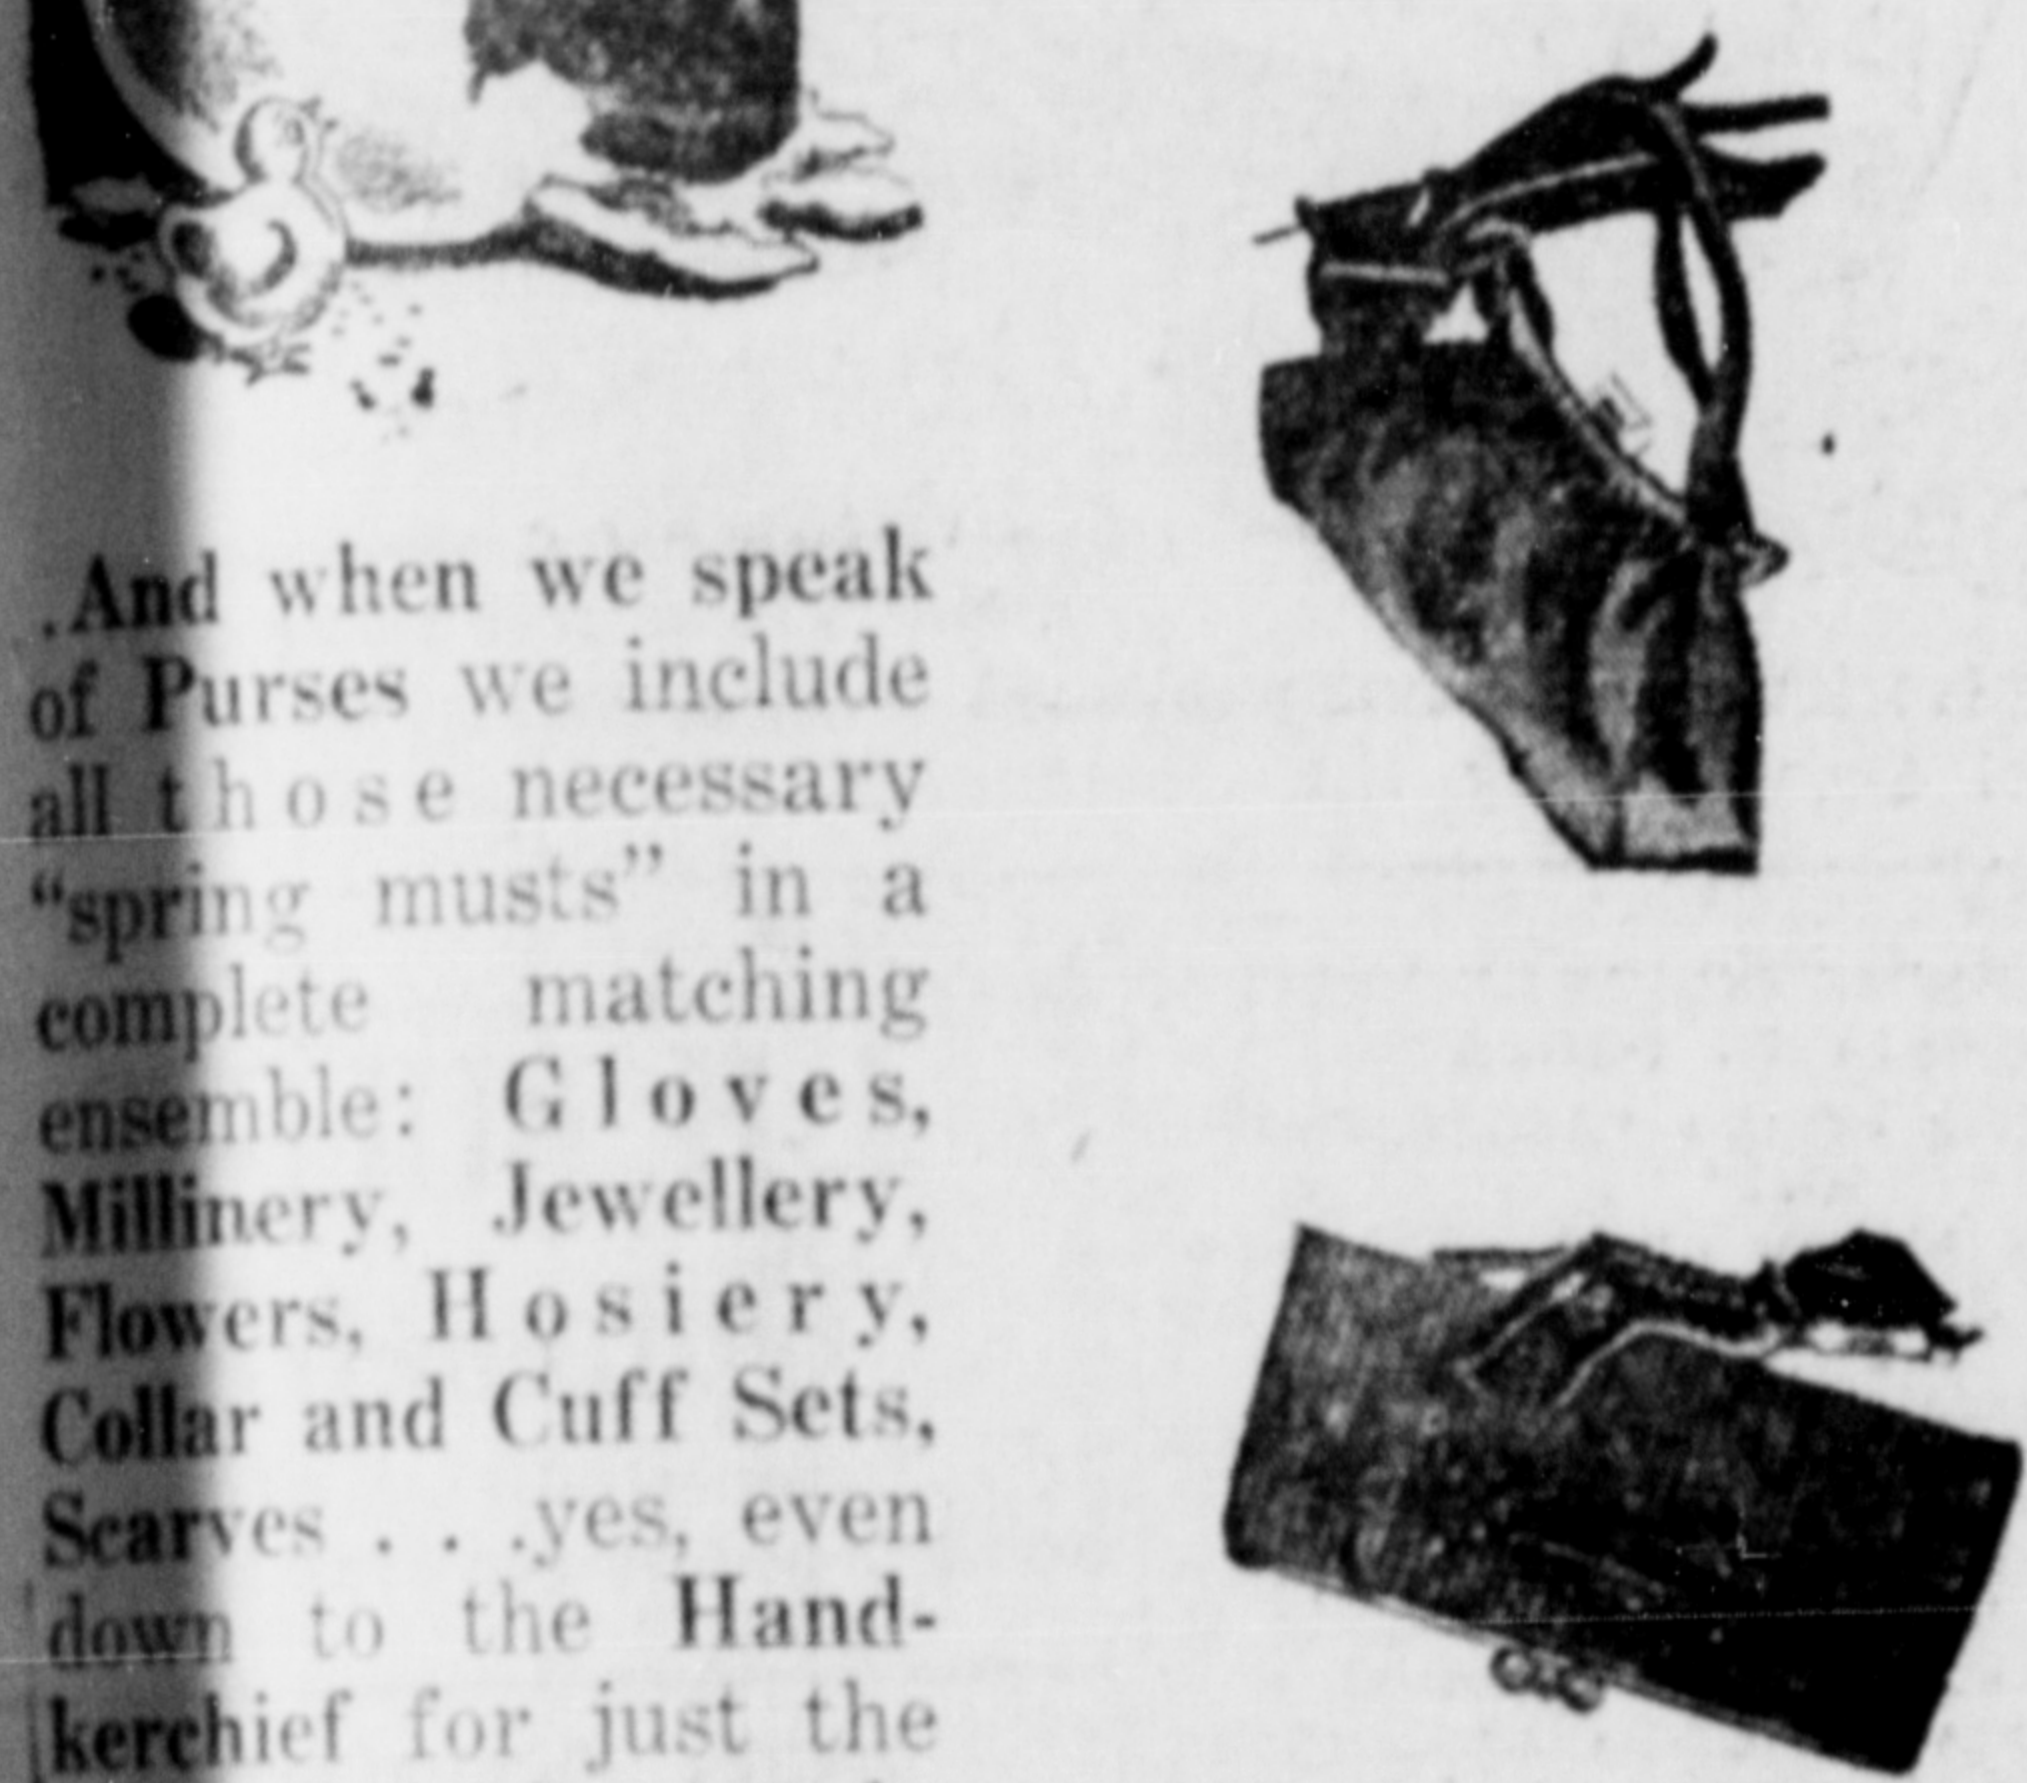 .And when we speak
of Purses we include
all those necessary
“spring musts” in a
complete matching
ensemble: Gloves,
Millinery, Jewellery,
Flowers, Hosiery,
Collar and Cuff Sets,
Scarves . . .yes, even
down to the Hand-
kerchief for just the